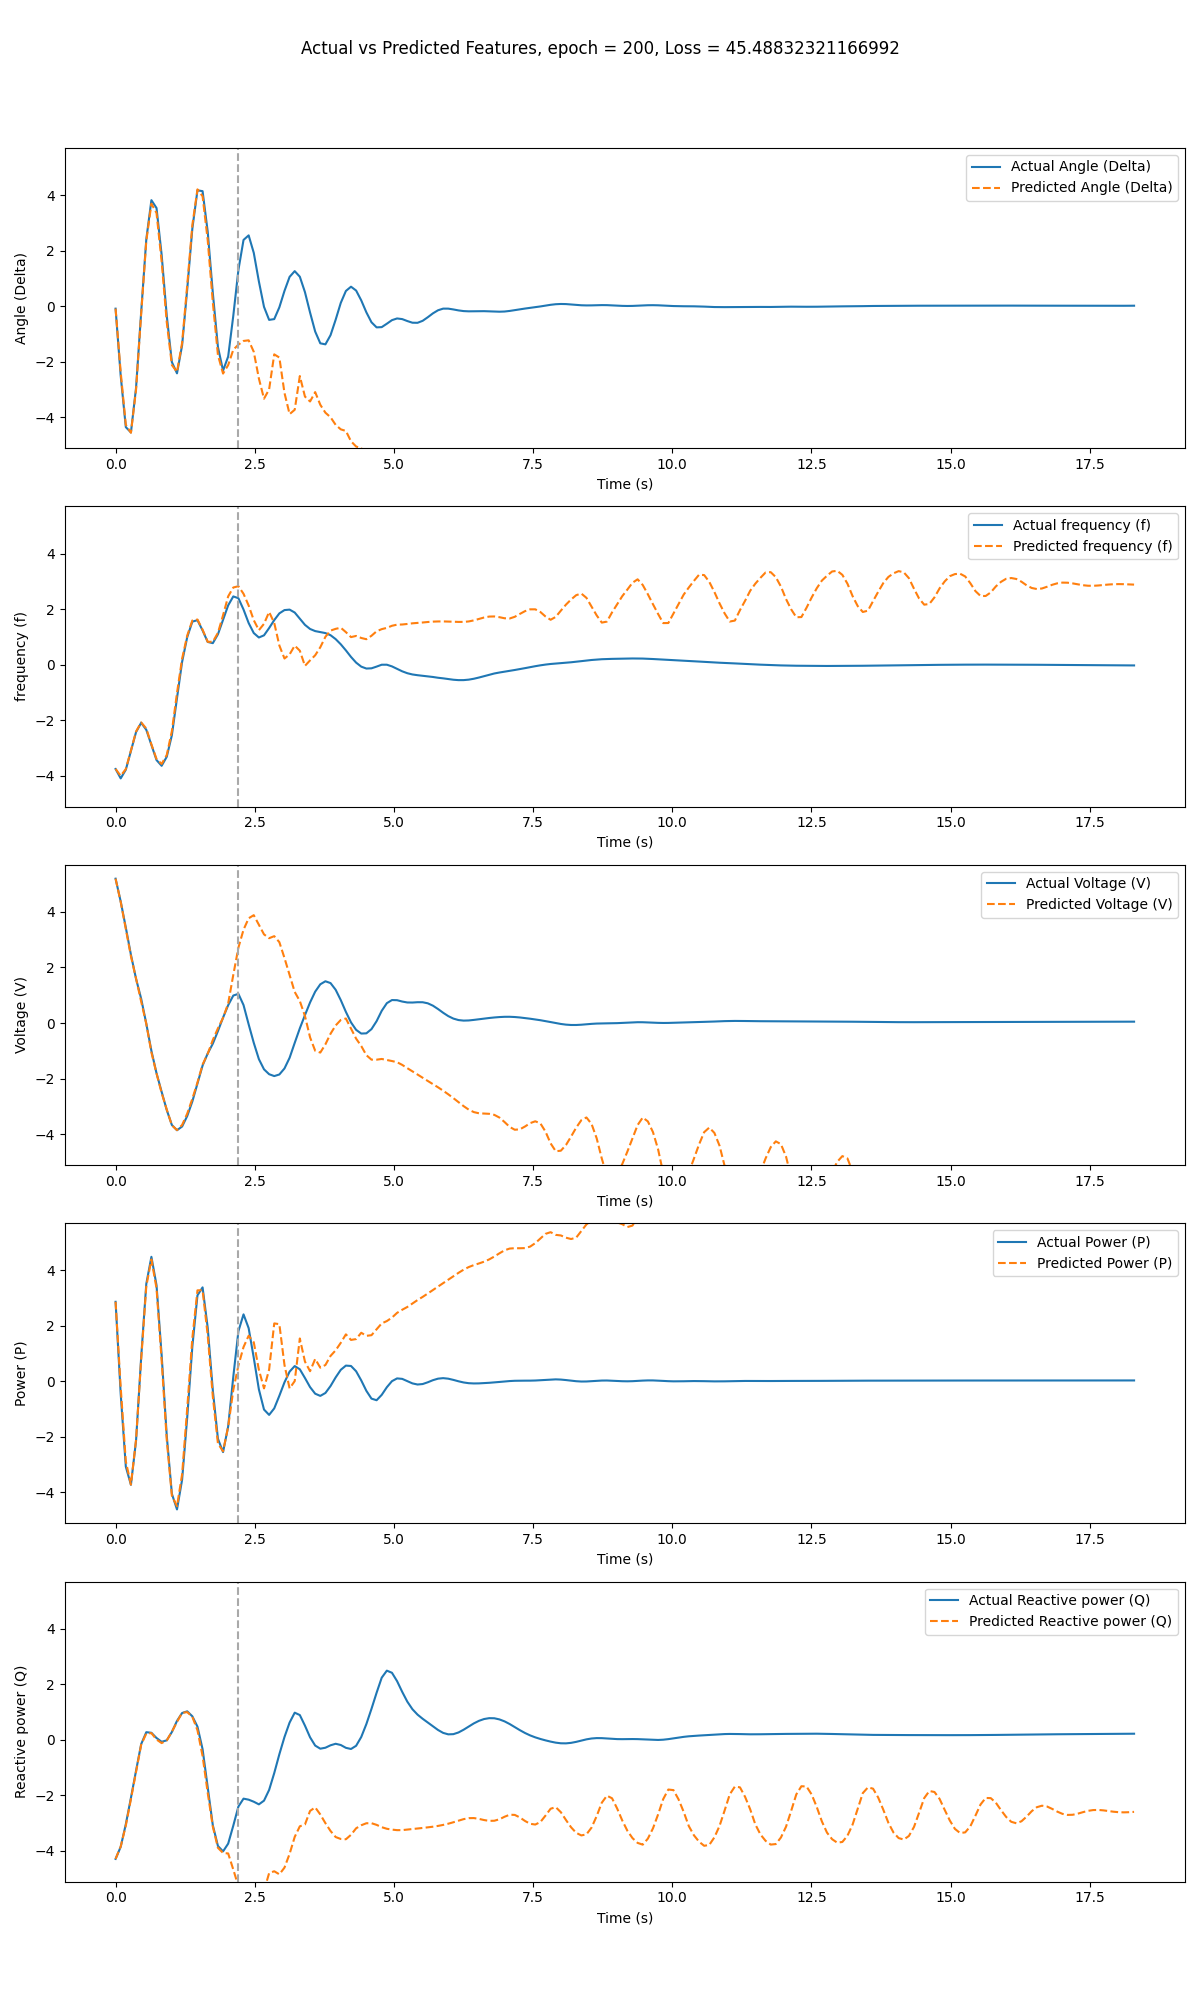 Actual vs Predicted Features, epoch = 200, Loss = 45.48832321166992
Actual Angle (Delta)
Predicted Angle (Delta)
Angle (Delta)
4
2
0
−2
−4
0.0 2.5 5.0 7.5 10.0 12.5 15.0 17.5
Time (s)
Actual frequency (f)
Predicted frequency (f)
frequency (f)
4
2
0
−2
−4
0.0 2.5 5.0 7.5 10.0 12.5 15.0 17.5
Time (s)
Actual Voltage (V)
Predicted Voltage (V)
Voltage (V)
4
2
0
−2
−4
0.0 2.5 5.0 7.5 10.0 12.5 15.0 17.5
Time (s)
Actual Power (P)
Predicted Power (P)
Power (P)
4
2
0
−2
−4
0.0 2.5 5.0 7.5 10.0 12.5 15.0 17.5
Time (s)
Actual Reactive power (Q)
Predicted Reactive power (Q)
Reactive power (Q)
4
2
0
−2
−4
0.0 2.5 5.0 7.5 10.0 12.5 15.0 17.5
Time (s)